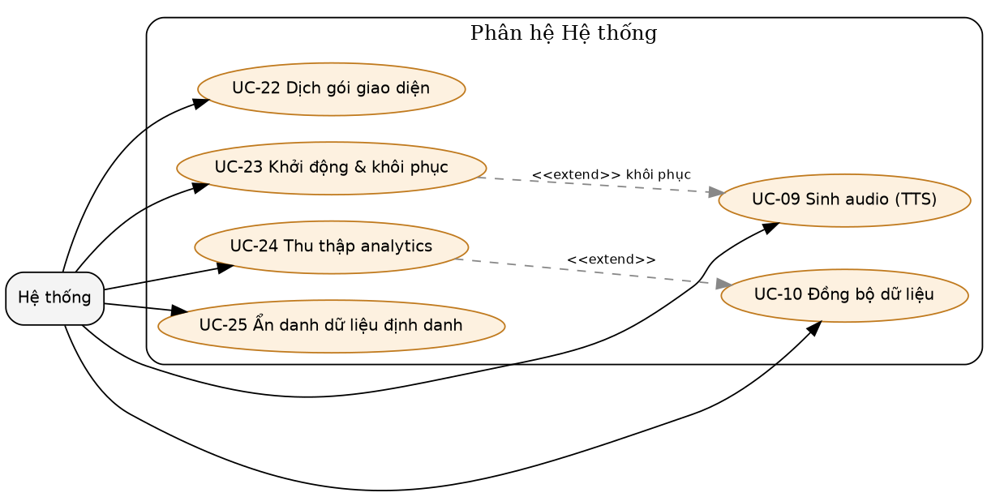 Phân hệ Hệ thống
UC-22 Dịch gói giao diện
UC-23 Khởi động & khôi phục
<<extend>> khôi phục
UC-09 Sinh audio (TTS)
UC-24 Thu thập analytics
<<extend>>
UC-10 Đồng bộ dữ liệu
Hệ thống
UC-25 Ẩn danh dữ liệu định danh